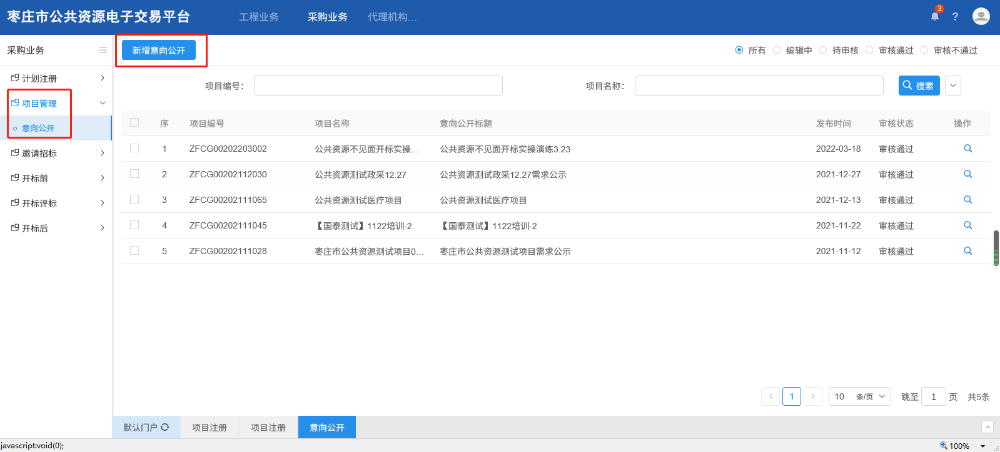 枣庄市公共资源电子交易平台 工程业务 采购业务 代理机构... 3 ?
采购业务 新增意向公开 所有 编辑中 待审核 审核通过 审核不通过
计划注册
项目管理
意向公开
邀请招标
开标前
开标评标
开标后
项目编号： 项目名称： 搜索
序 项目编号 项目名称 意向公开标题 发布时间 审核状态 操作
1 ZFCG00202203002 公共资源不见面开标实操... 公共资源不见面开标实操演练3.23 2022-03-18 审核通过
2 ZFCG00202112030 公共资源测试政采12.27 公共资源测试政采12.27需求公示 2021-12-27 审核通过
3 ZFCG00202111065 公共资源测试医疗项目 公共资源测试医疗项目 2021-12-13 审核通过
4 ZFCG00202111045 【国泰测试】1122培训-2 【国泰测试】1122培训-2 2021-11-22 审核通过
5 ZFCG00202111028 枣庄市公共资源测试项目0... 枣庄市公共资源测试项目需求公示 2021-11-12 审核通过
1 10 条/页 跳至 1 页 共5条
默认门户 项目注册 项目注册 意向公开
javascript:void(0); 100%